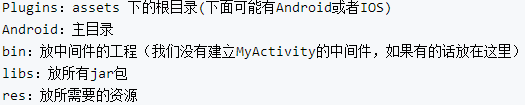 Plugins：assets 下的根目录(下面可能有Android或者IOS)
Android：主目录
bin：放中间件的工程（我们没有建立MyActivity的中间件，如果有的话放在这里）
libs：放所有jar包
res：放所需要的资源